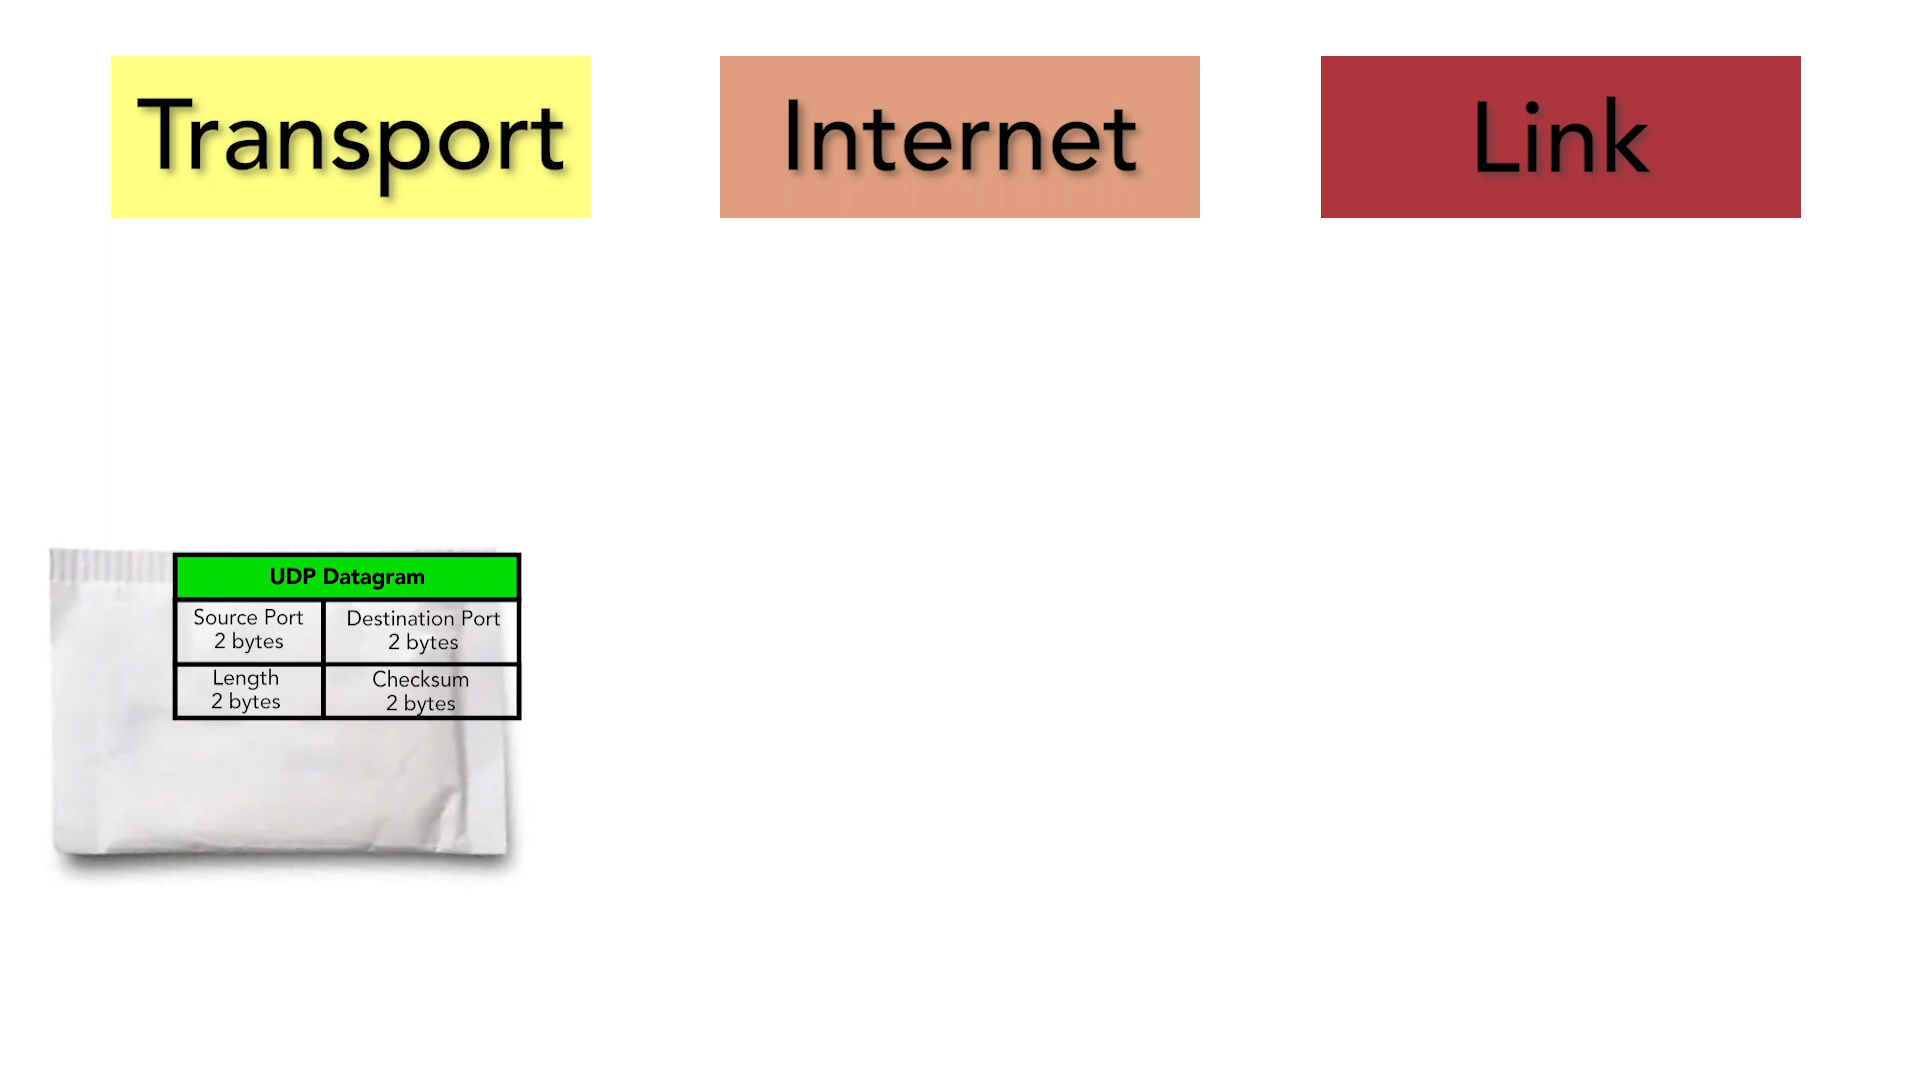 Transport
Internet
Link
UDP Datagram
Source Port
2 bytes
Destination Port
2 bytes
Length
2 bytes
Checksum
2 bytes